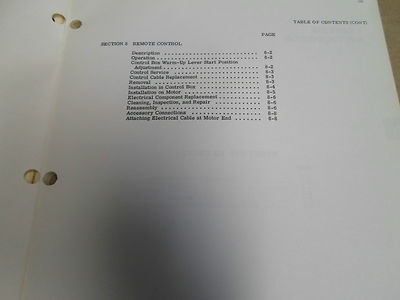 TABLE OF CONTENTS (CONT)
PAGE
SECTION 8 REMOTE CONTROL
Description . . . . . . . . . . . . . . . . . . . . . 8-2
Operation . . . . . . . . . . . . . . . . . . . . . . 8-2
Control Box Warm-Up Lever Start Position
Adjustment . . . . . . . . . . . . . . . . . . . . . 8-2
Control Service . . . . . . . . . . . . . . . . . . . 8-3
Control Cable Replacement . . . . . . . . . . . . . . 8-3
Removal . . . . . . . . . . . . . . . . . . . . . . . 8-3
Installation in Control Box . . . . . . . . . . . . . 8-4
Installation on Motor . . . . . . . . . . . . . . . . 8-5
Electrical Component Replacement . . . . . . . . . . 8-6
Cleaning, Inspection, and Repair . . . . . . . . . . 8-6
Reassembly . . . . . . . . . . . . . . . . . . . . . 8-6
Accessory Connections . . . . . . . . . . . . . . . . 8-8
Attaching Electrical Cable at Motor End . . . . . . . 8-8